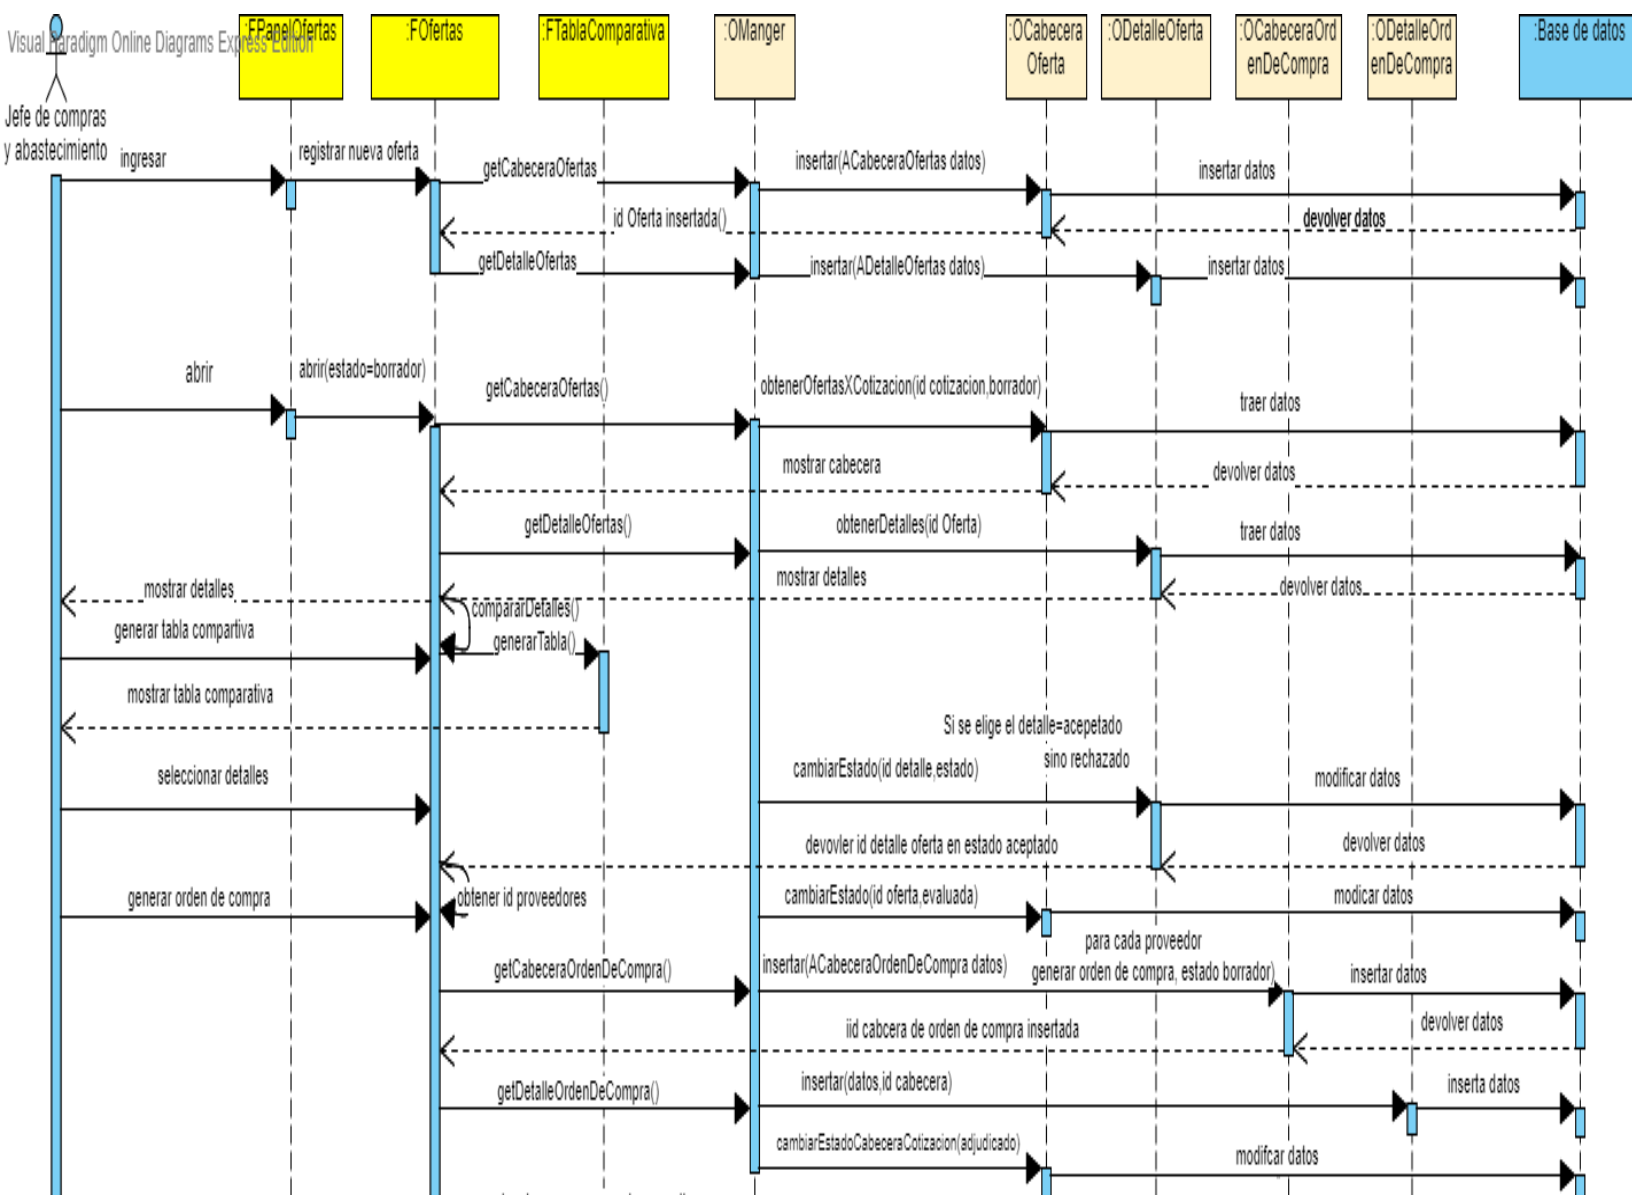 Visual Paradigm Online Diagrams Express Edition
:FPanelOfertas
:FOfertas
:FTablaComparativa
:OManger
:OCabecera
Oferta
:ODetalleOferta
:OCabeceraOrd
enDeCompra
:ODetalleOrd
enDeCompra
:Base de datos
Jefe de compras
y abastecimiento
ingresar
registrar nueva oferta
getCabeceraOfertas
insertar(ACabeceraOfertas datos)
insertar datos
id Oferta insertada()
devolver datos
getDetalleOfertas
insertar(ADetalleOfertas datos)
insertar datos
abrir
abrir(estado=borrador)
getCabeceraOfertas()
obtenerOfertasXCotizacion(id cotizacion,borrador)
traer datos
mostrar cabecera
devolver datos
getDetalleOfertas()
obtenerDetalles(id Oferta)
traer datos
mostrar detalles
mostrar detalles
devolver datos
compararDetalles()
generar tabla compartiva
generarTabla()
mostrar tabla comparativa
Si se elige el detalle=acepetado
sino rechazado
seleccionar detalles
cambiarEstado(id detalle,estado)
modificar datos
devovler id detalle oferta en estado aceptado
devolver datos
generar orden de compra
obtener id proveedores
cambiarEstado(id oferta,evaluada)
modicar datos
para cada proveedor
generar orden de compra, estado borrador)
getCabeceraOrdenDeCompra()
insertar(ACabeceraOrdenDeCompra datos)
insertar datos
iid cabcera de orden de compra insertada
devolver datos
getDetalleOrdenDeCompra()
insertar(datos,id cabecera)
inserta datos
cambiarEstadoCabeceraCotizacion(adjudicado)
modifcar datos